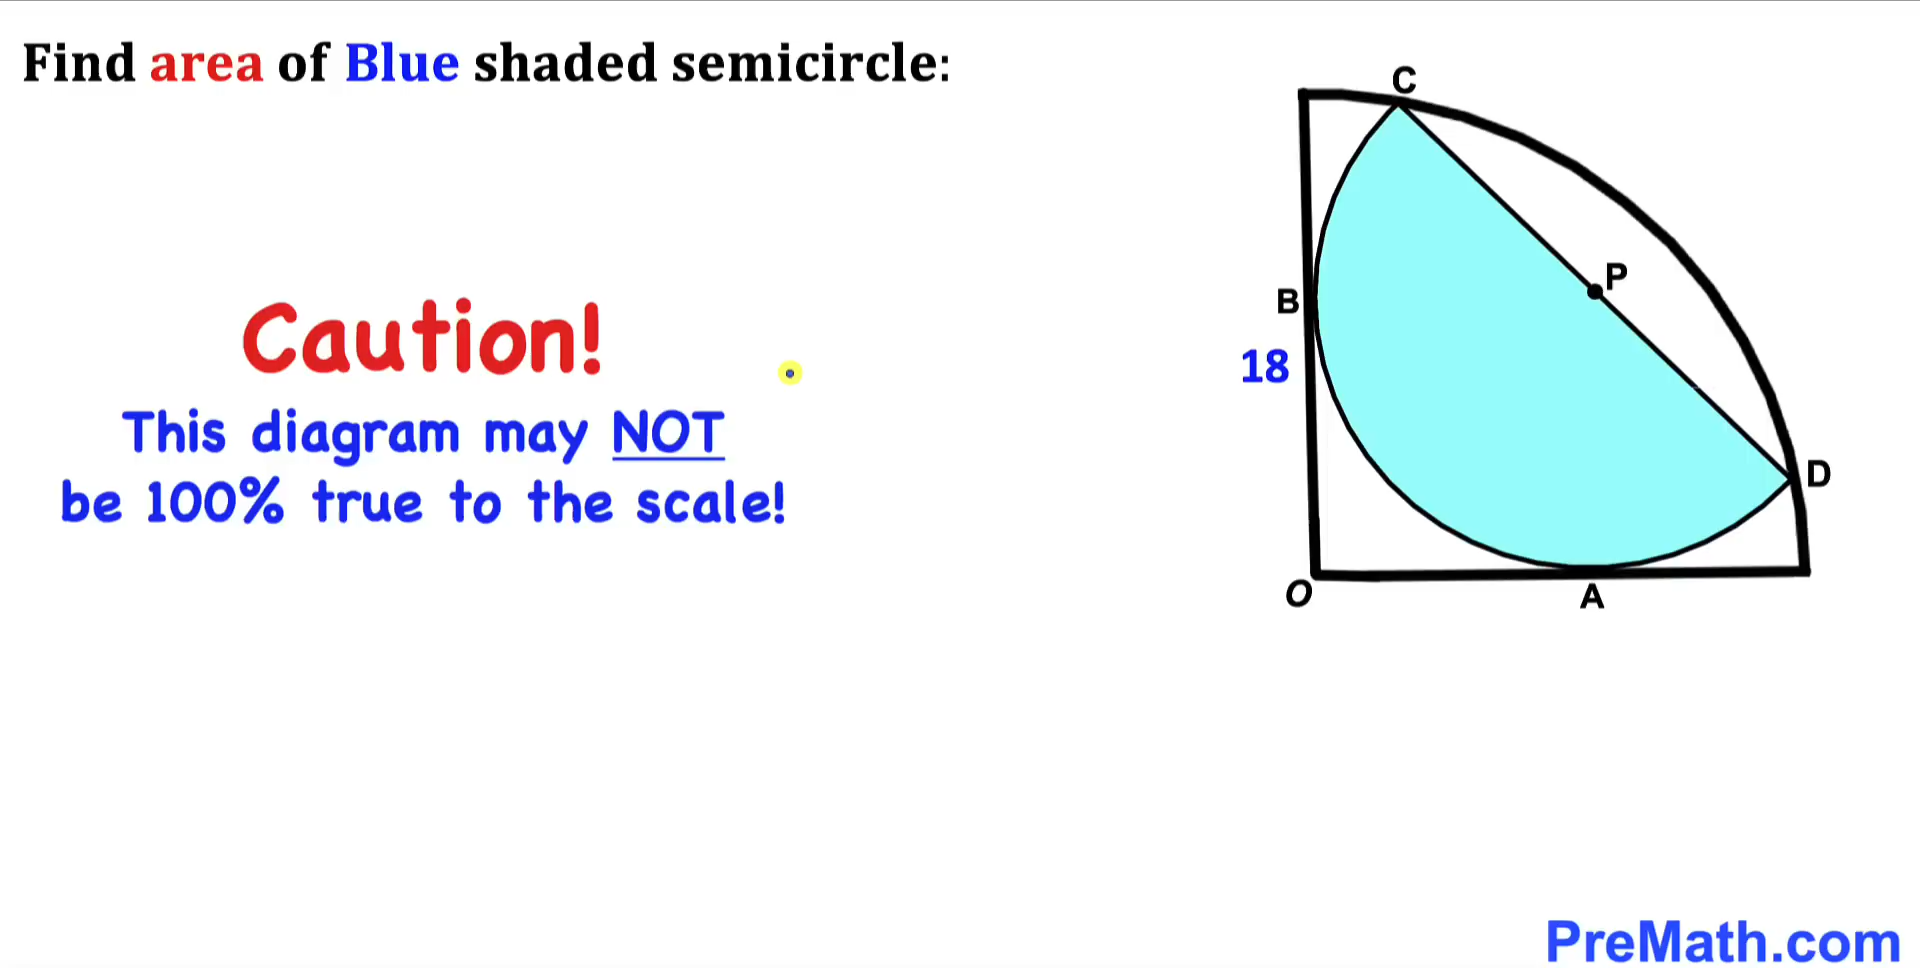 Find area of Blue shaded semicircle:
C
P
B
Caution!
18
This diagram may NOT
D
be 100% true to the scale!
O
A
PreMath.com